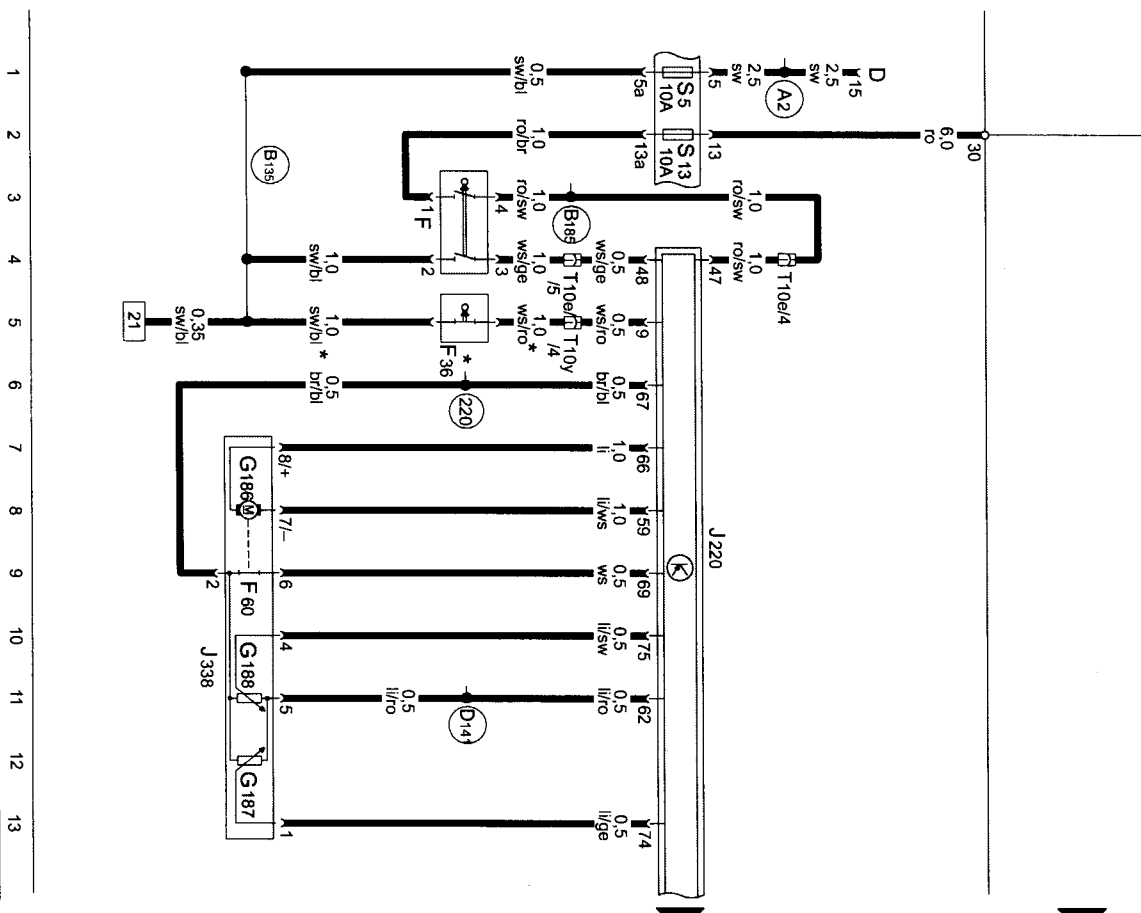 D
15
2,5
sw
A2
2,5
sw
5
S5
10A
5a
0,5
sw/bl
1
30
6,0
ro
13
S13
10A
13a
1,0
ro/br
2
B135
1,0
ro/sw
B185
1,0
ro/sw
4
1
F
3
T10e/4
1,0
ro/sw
47
48
0,5
ws/ge
T10e
/5
1,0
ws/ge
3
2
1,0
sw/bl
4
9
0,5
ws/ro
T10y
/4
1,0
ws/ro
*
F36
*
1,0
sw/bl
*
0,35
sw/bl
21
5
67
0,5
br/bl
220
0,5
br/bl
6
66
1,0
li
8/+
7
J220
59
1,0
li/ws
7/–
G186
M
8
69
0,5
ws
6
F60
2
9
75
0,5
li/sw
4
G188
J338
10
62
0,5
li/ro
D141
0,5
li/ro
5
11
12
74
0,5
li/ge
1
G187
13